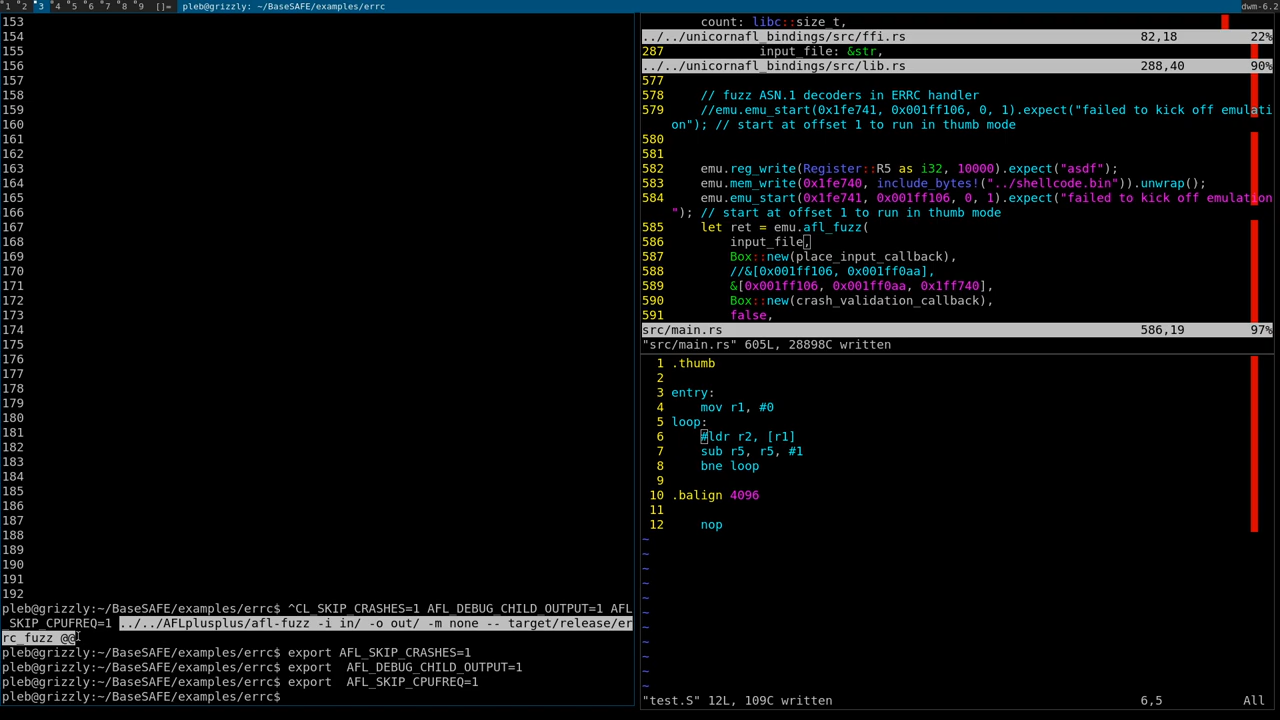 1 2 3 4 5 6 7 8 9 []= pleb@grizzly: ~/BaseSAFE/examples/errc dwm-6.2
153
154
155
156
157
158
159
160
161
162
163
164
165
166
167
168
169
170
171
172
173
174
175
176
177
178
179
180
181
182
183
184
185
186
187
188
189
190
191
192
pleb@grizzly:~/BaseSAFE/examples/errc$ ^CL_SKIP_CRASHES=1 AFL_DEBUG_CHILD_OUTPUT=1 AFL
_SKIP_CPUFREQ=1 ../../AFLplusplus/afl-fuzz -i in/ -o out/ -m none -- target/release/er
rc_fuzz @@
pleb@grizzly:~/BaseSAFE/examples/errc$ export AFL_SKIP_CRASHES=1
pleb@grizzly:~/BaseSAFE/examples/errc$ export  AFL_DEBUG_CHILD_OUTPUT=1
pleb@grizzly:~/BaseSAFE/examples/errc$ export  AFL_SKIP_CPUFREQ=1
pleb@grizzly:~/BaseSAFE/examples/errc$
count: libc::size_t,
../../unicornafl_bindings/src/ffi.rs 82,18 22%
287 input_file: &str,
../../unicornafl_bindings/src/lib.rs 288,40 90%
577
578 // fuzz ASN.1 decoders in ERRC handler
579 //emu.emu_start(0x1fe741, 0x001ff106, 0, 1).expect("failed to kick off emulati
on"); // start at offset 1 to run in thumb mode
580
581
582 emu.reg_write(Register::R5 as i32, 10000).expect("asdf");
583 emu.mem_write(0x1fe740, include_bytes!("../shellcode.bin")).unwrap();
584 emu.emu_start(0x1fe741, 0x001ff106, 0, 1).expect("failed to kick off emulation
"); // start at offset 1 to run in thumb mode
585 let ret = emu.afl_fuzz(
586 input_file,
587 Box::new(place_input_callback),
588 //&[0x001ff106, 0x001ff0aa],
589 &[0x001ff106, 0x001ff0aa, 0x1ff740],
590 Box::new(crash_validation_callback),
591 false,
src/main.rs 586,19 97%
"src/main.rs" 605L, 28898C written
1 .thumb
2
3 entry:
4 mov r1, #0
5 loop:
6 #ldr r2, [r1]
7 sub r5, r5, #1
8 bne loop
9
10 .balign 4096
11
12 nop
~
~
~
~
~
~
~
~
~
~
~
"test.S" 12L, 109C written 6,5 All